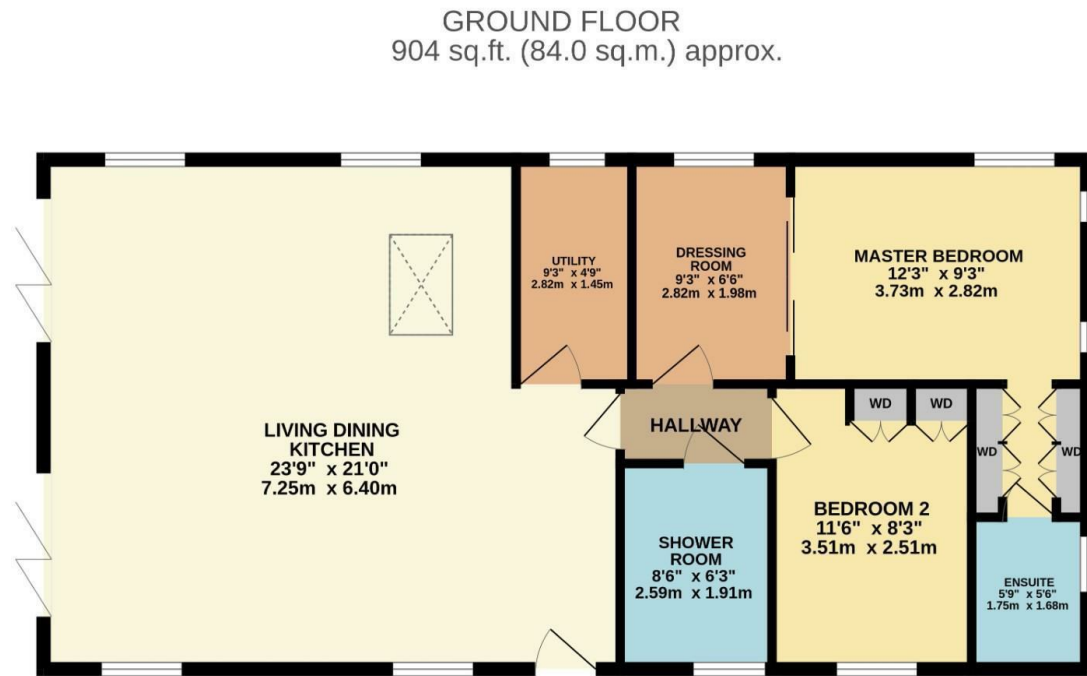 GROUND FLOOR
904 sq.ft. (84.0 sq.m.) approx.
UTILITY
9'3" x 4'9"
2.82m x 1.45m
DRESSING
ROOM
9'3" x 6'6"
2.82m x 1.98m
MASTER BEDROOM
12'3" x 9'3"
3.73m x 2.82m
LIVING DINING
KITCHEN
23'9" x 21'0"
7.25m x 6.40m
HALLWAY
WD
WD
WD
WD
BEDROOM 2
11'6" x 8'3"
3.51m x 2.51m
SHOWER
ROOM
8'6" x 6'3"
2.59m x 1.91m
ENSUITE
5'9" x 5'6"
1.75m x 1.68m